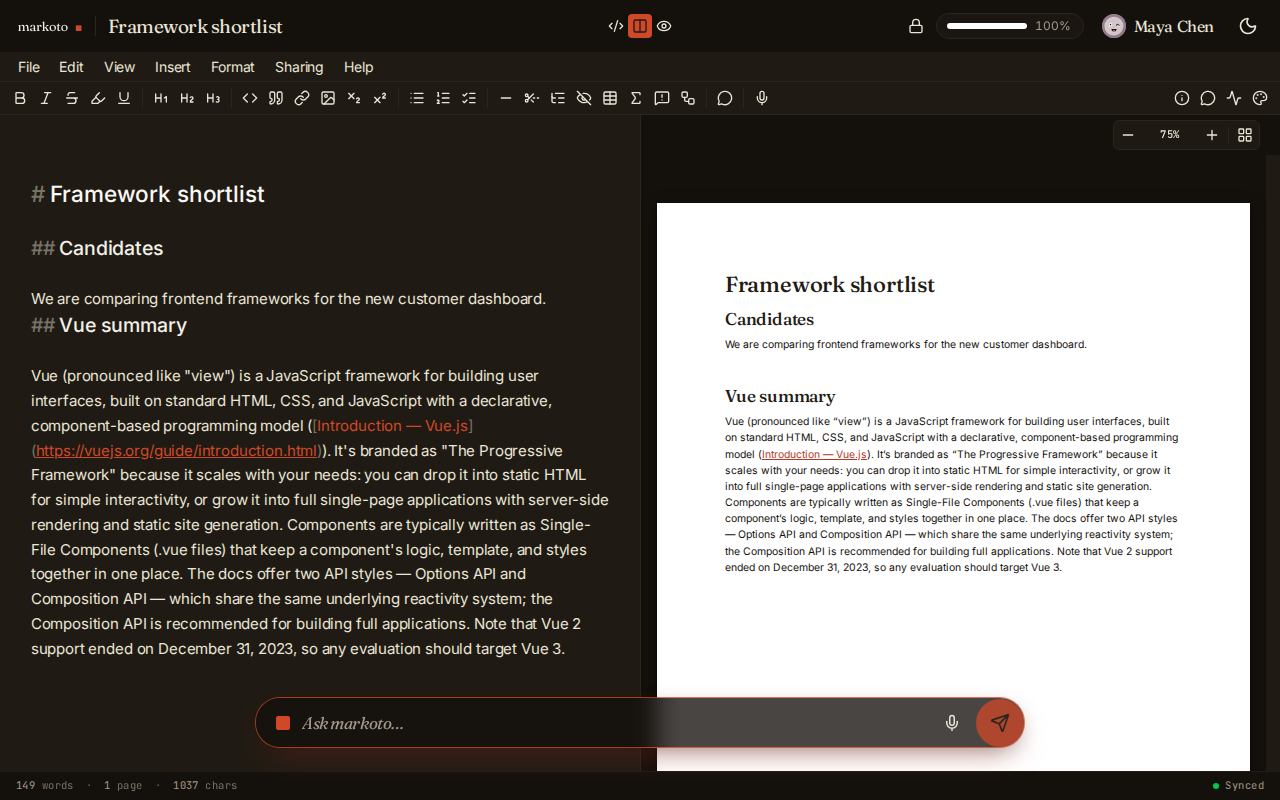 markoto
Framework shortlist
100%
Maya Chen
File Edit View Insert Format Sharing Help
H1 H2 H3
75%
# Framework shortlist
## Candidates
We are comparing frontend frameworks for the new customer dashboard.
## Vue summary
Vue (pronounced like "view") is a JavaScript framework for building user
interfaces, built on standard HTML, CSS, and JavaScript with a declarative,
component-based programming model ([Introduction — Vue.js]
(https://vuejs.org/guide/introduction.html)). It's branded as "The Progressive
Framework" because it scales with your needs: you can drop it into static HTML
for simple interactivity, or grow it into full single-page applications with server-side
rendering and static site generation. Components are typically written as Single-
File Components (.vue files) that keep a component's logic, template, and styles
together in one place. The docs offer two API styles — Options API and
Composition API — which share the same underlying reactivity system; the
Composition API is recommended for building full applications. Note that Vue 2
support ended on December 31, 2023, so any evaluation should target Vue 3.
Framework shortlist
Candidates
We are comparing frontend frameworks for the new customer dashboard.
Vue summary
Vue (pronounced like “view”) is a JavaScript framework for building user interfaces, built
on standard HTML, CSS, and JavaScript with a declarative, component-based programming
model (Introduction — Vue.js). It’s branded as “The Progressive Framework” because it
scales with your needs: you can drop it into static HTML for simple interactivity, or grow it
into full single-page applications with server-side rendering and static site generation.
Components are typically written as Single-File Components (.vue files) that keep a
component’s logic, template, and styles together in one place. The docs offer two API styles
— Options API and Composition API — which share the same underlying reactivity system;
the Composition API is recommended for building full applications. Note that Vue 2 support
ended on December 31, 2023, so any evaluation should target Vue 3.
Ask markoto...
149 words · 1 page · 1037 chars
Synced